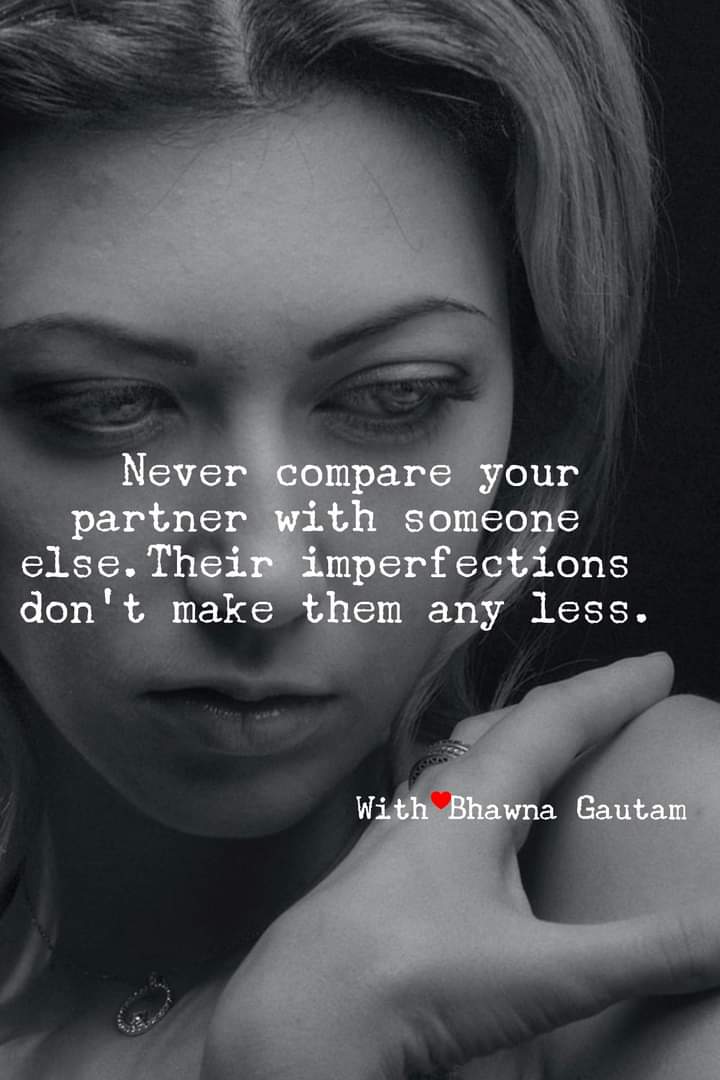 Never compare your
partner with someone
else.Their imperfections
don't make them any less.
With❤Bhawna Gautam